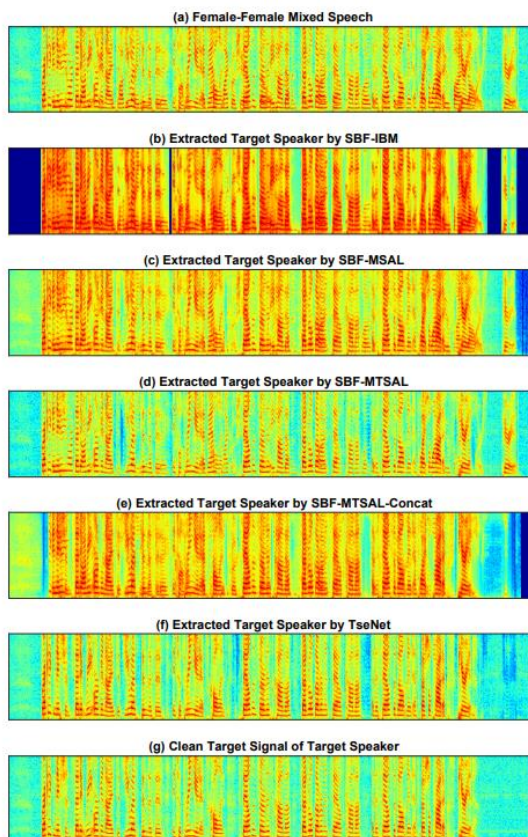 (a) Female-Female Mixed Speech
(b) Extracted Target Speaker by SBF-IBM
(c) Extracted Target Speaker by SBF-MSAL
(d) Extracted Target Speaker by SBF-MTSAL
(e) Extracted Target Speaker by SBF-MTSAL-Concat
(f) Extracted Target Speaker by TseNet
(g) Clean Target Signal of Target Speaker